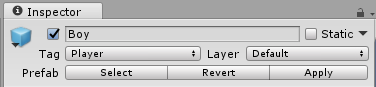 Inspector
Boy Static
Tag Player Layer Default
Prefab Select Revert Apply